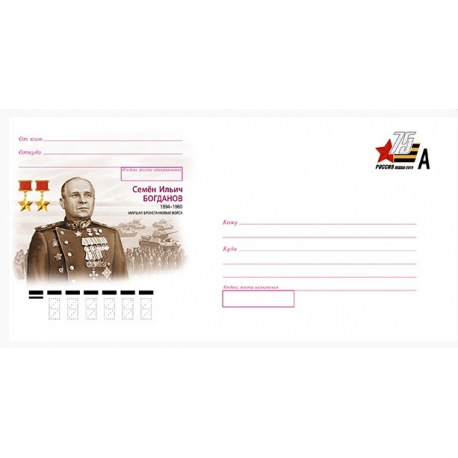 От кого
Откуда
Индекс места отправления
Семён Ильич
БОГДАНОВ
1894–1960
МАРШАЛ БРОНЕТАНКОВЫХ ВОЙСК
75
РОССИЯ
А
Кому
Куда
Индекс места назначения